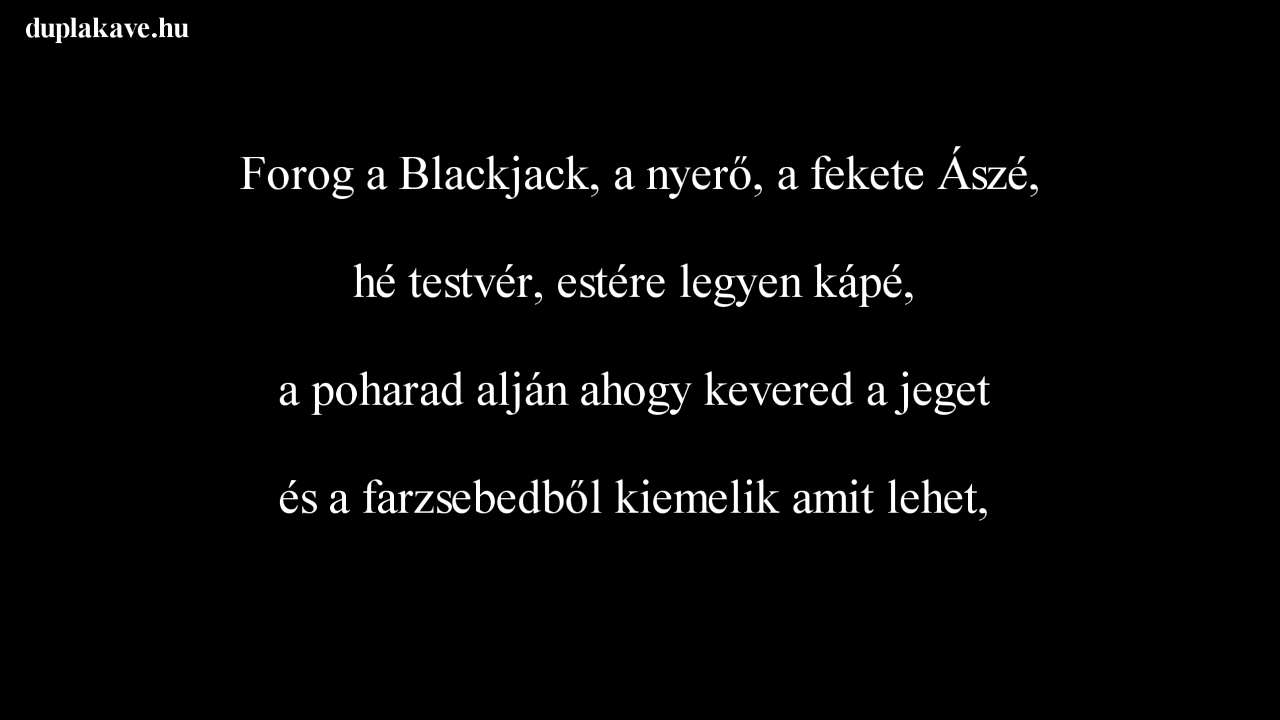 duplakave.hu
Forog a Blackjack, a nyerő, a fekete Ászé,
hé testvér, estére legyen kápé,
a poharad alján ahogy kevered a jeget
és a farzsebedből kiemelik amit lehet,